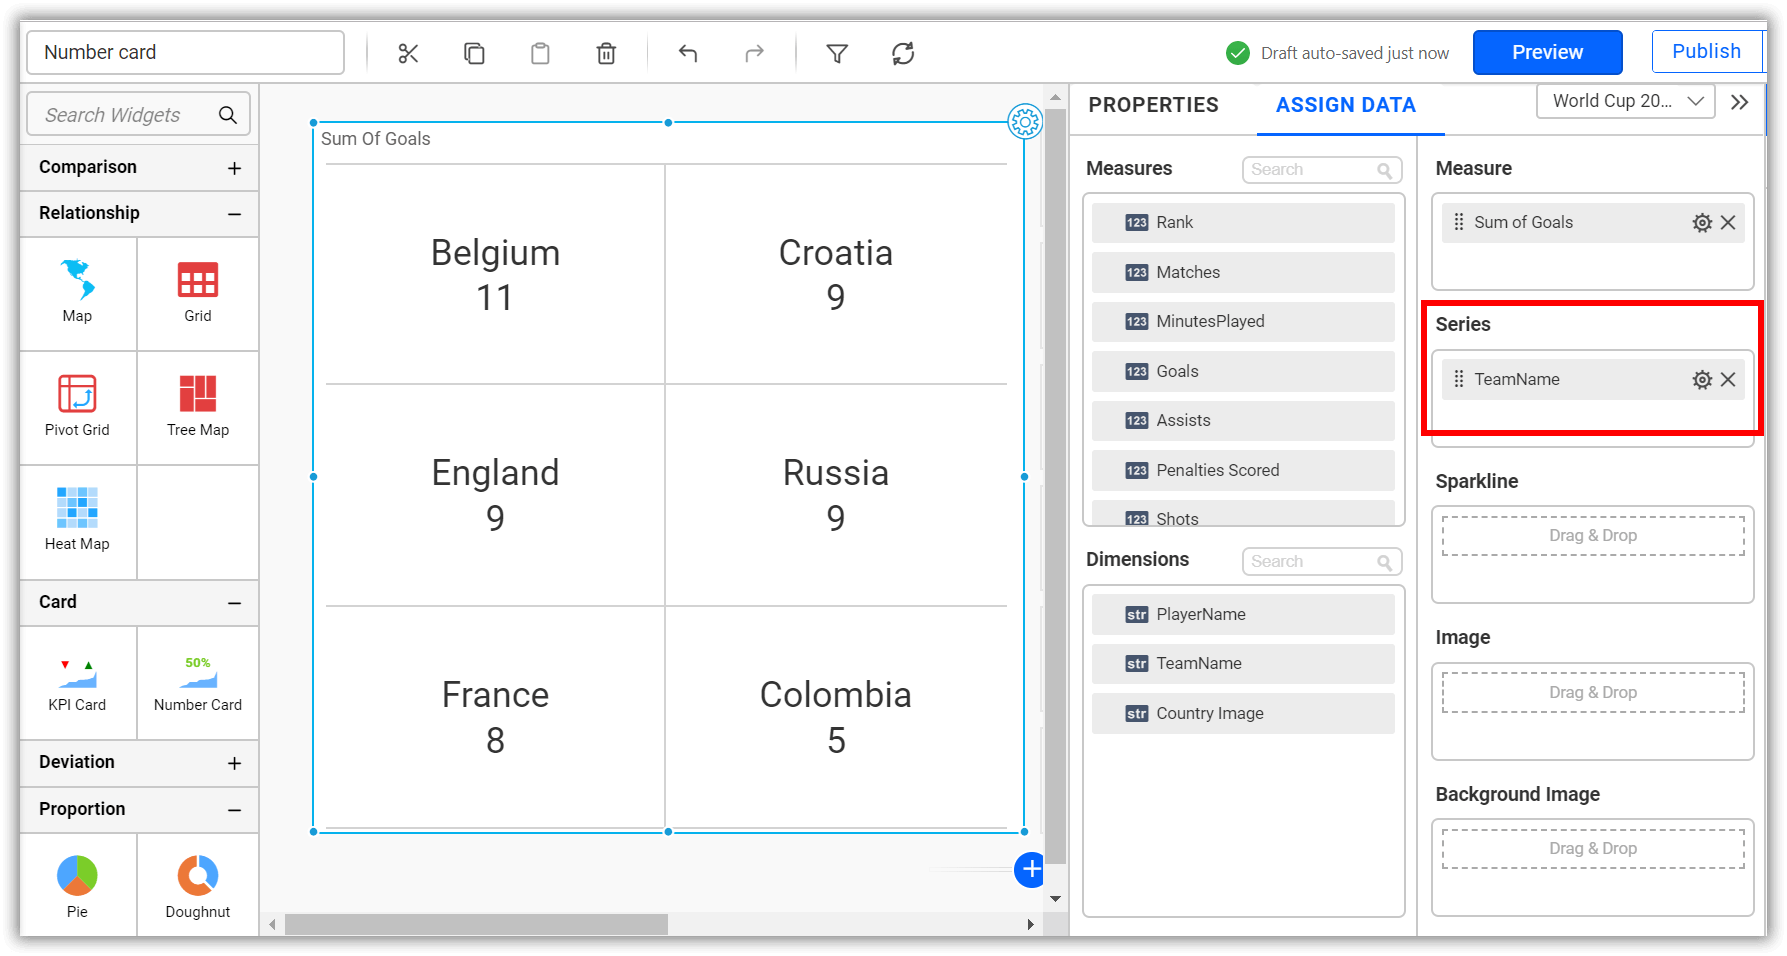 Number card
Draft auto-saved just now
Preview
Publish
Search Widgets
Comparison
Relationship
Map
Grid
Pivot Grid
Tree Map
Heat Map
Card
KPI Card
50%
Number Card
Deviation
Proportion
Pie
Doughnut
Sum Of Goals
Belgium
11
Croatia
9
England
9
Russia
9
France
8
Colombia
5
PROPERTIES
ASSIGN DATA
World Cup 20...
Measures
Search
123 Rank
123 Matches
123 MinutesPlayed
123 Goals
123 Assists
123 Penalties Scored
123 Shots
Dimensions
Search
str PlayerName
str TeamName
str Country Image
Measure
Sum of Goals
Series
TeamName
Sparkline
Drag & Drop
Image
Drag & Drop
Background Image
Drag & Drop